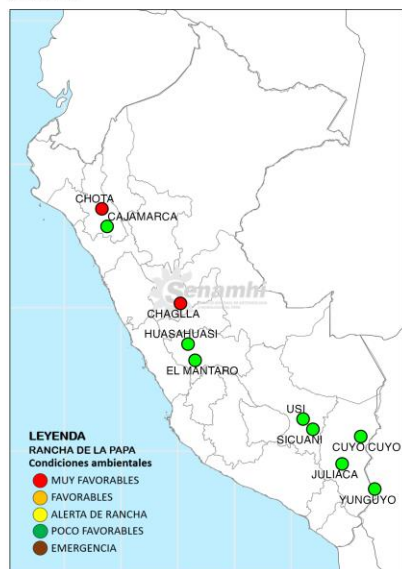 CHOTA
CAJAMARCA
Senamhi
CHAGLLA
HUASAHUASI
EL MANTARO
USI
SICUANI
CUYO CUYO
JULIACA
YUNGUYO
LEYENDA
RANCHA DE LA PAPA
Condiciones ambientales
MUY FAVORABLES
FAVORABLES
ALERTA DE RANCHA
POCO FAVORABLES
EMERGENCIA